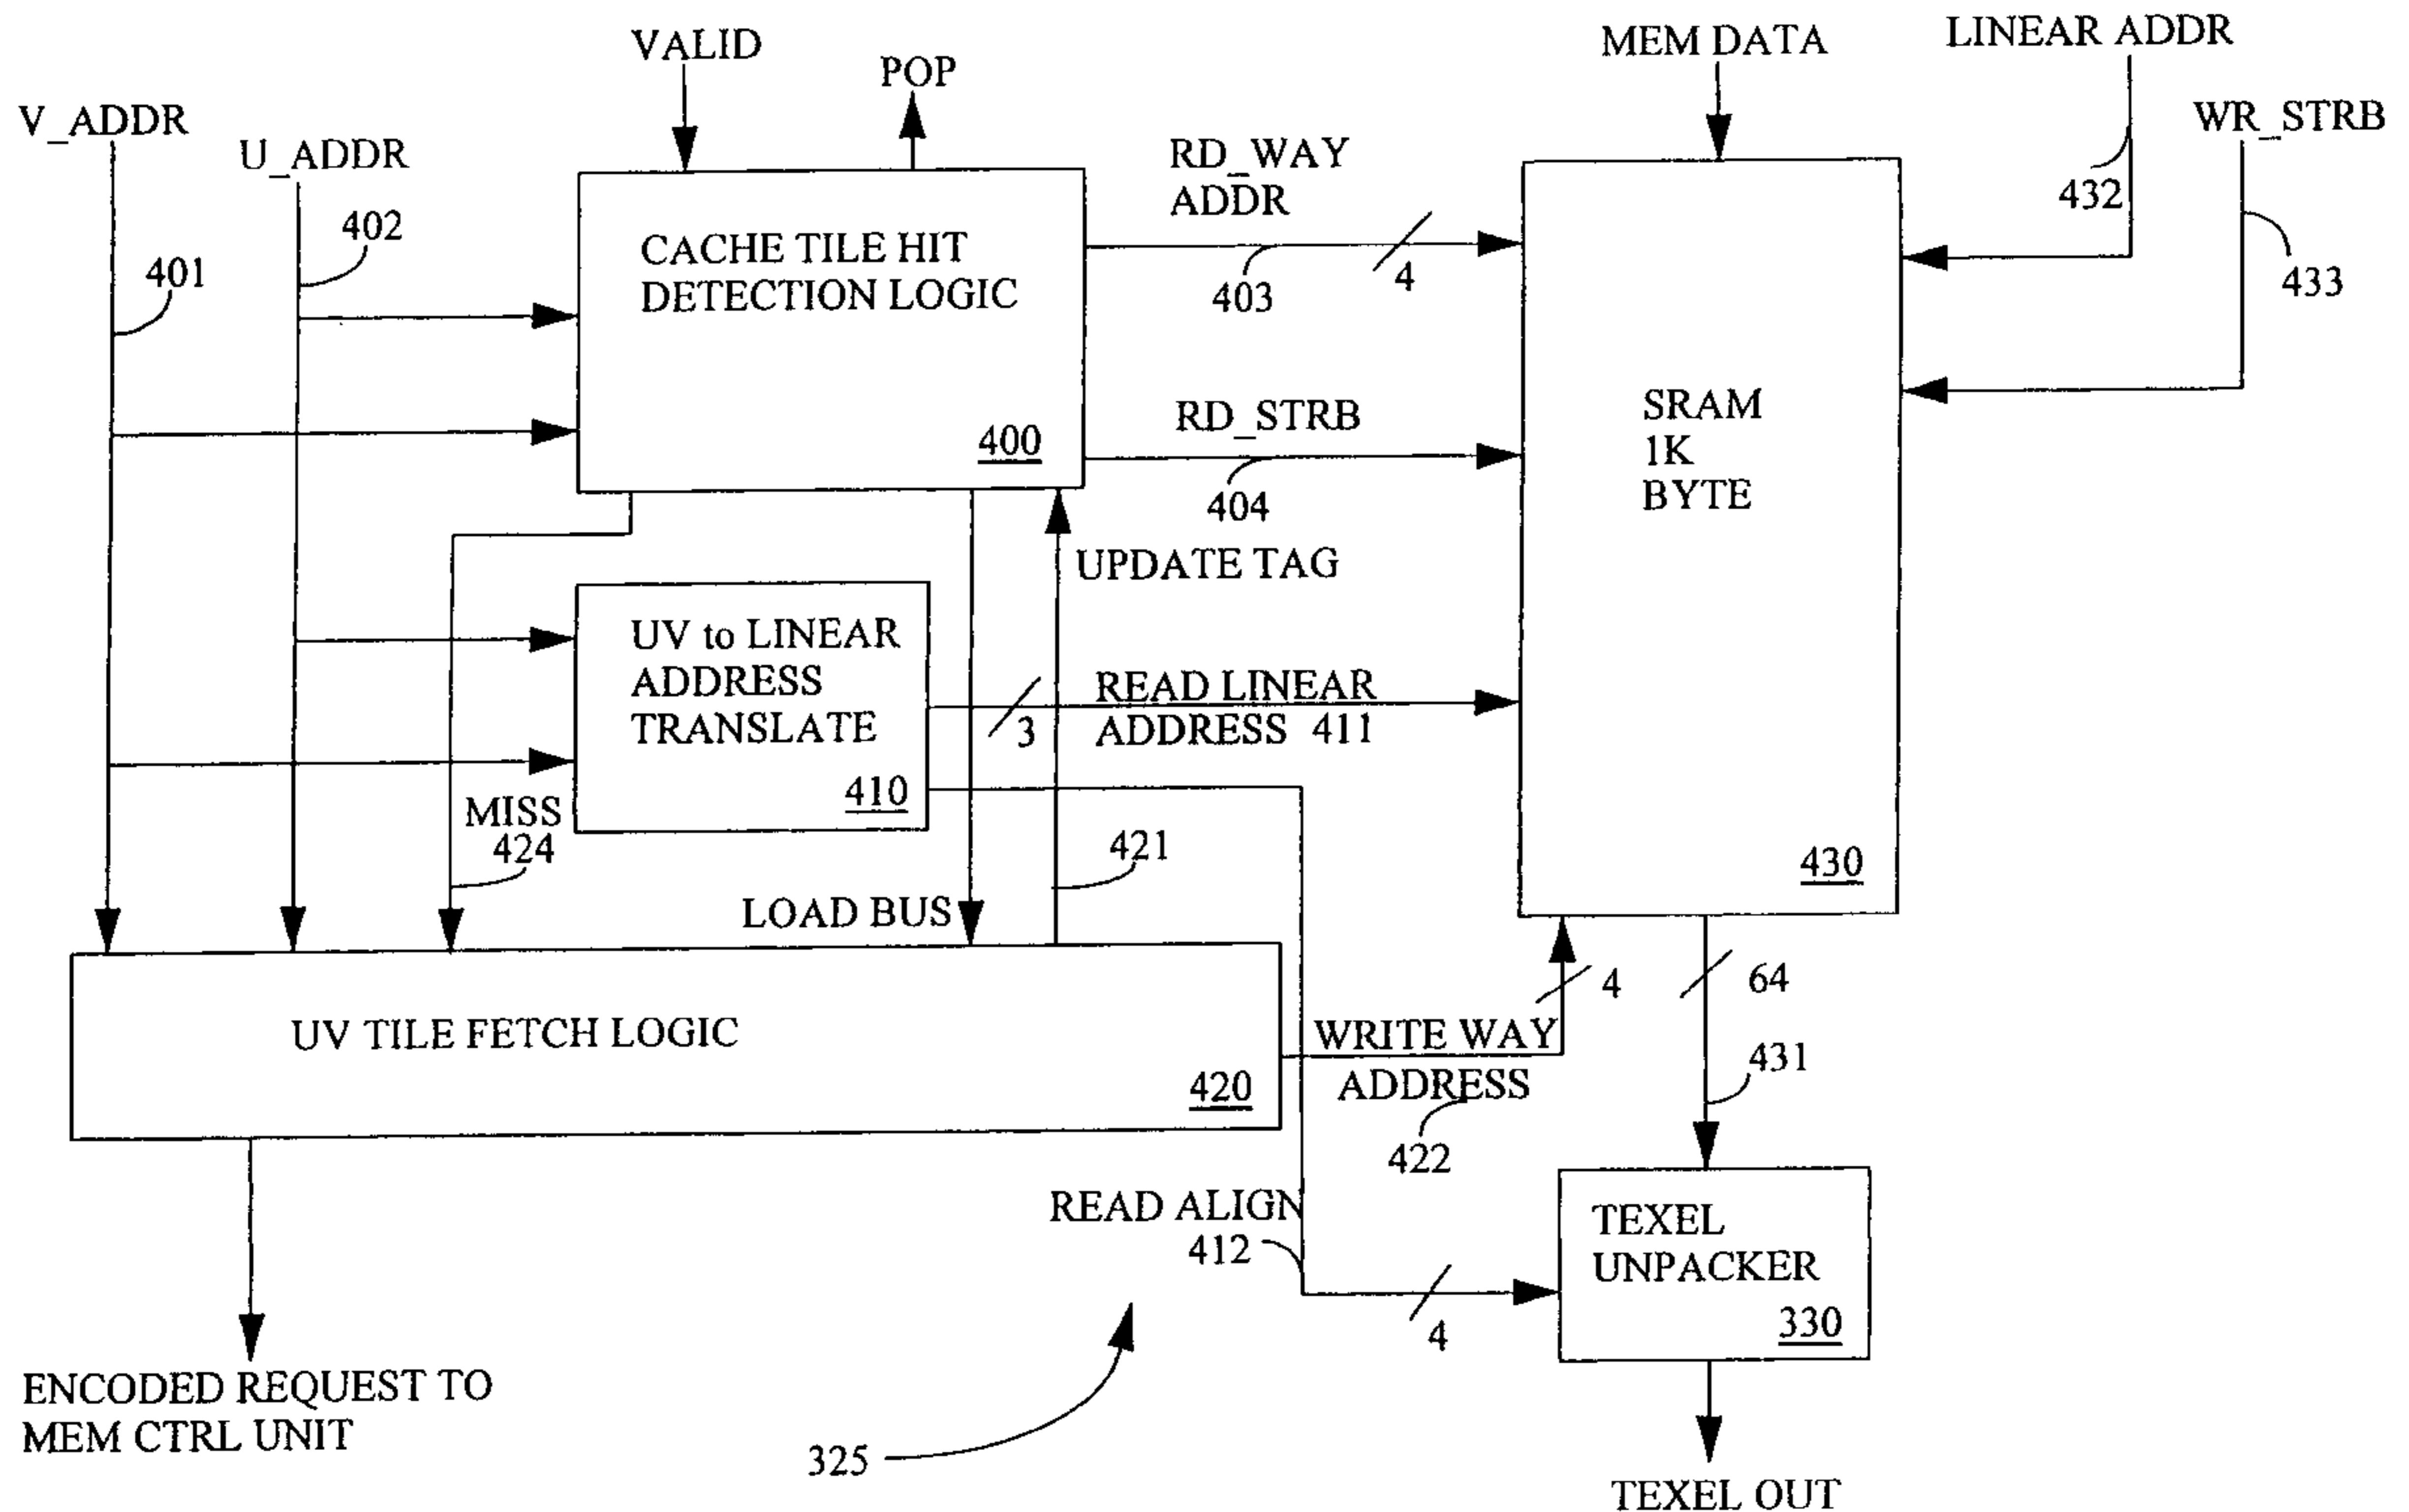 VALID
POP
MEM DATA
LINEAR ADDR
V_ADDR
U_ADDR
WR_STRB
RD_WAY
ADDR
401
402
CACHE TILE HIT
DETECTION LOGIC
400
403
4
432
433
RD_STRB
404
SRAM
1K
BYTE
430
UPDATE TAG
UV to LINEAR
ADDRESS
TRANSLATE
410
3
READ LINEAR
ADDRESS 411
MISS
424
LOAD BUS
421
UV TILE FETCH LOGIC
420
WRITE WAY
ADDRESS
422
4
64
431
READ ALIGN
412
4
TEXEL
UNPACKER
330
ENCODED REQUEST TO
MEM CTRL UNIT
325
TEXEL OUT